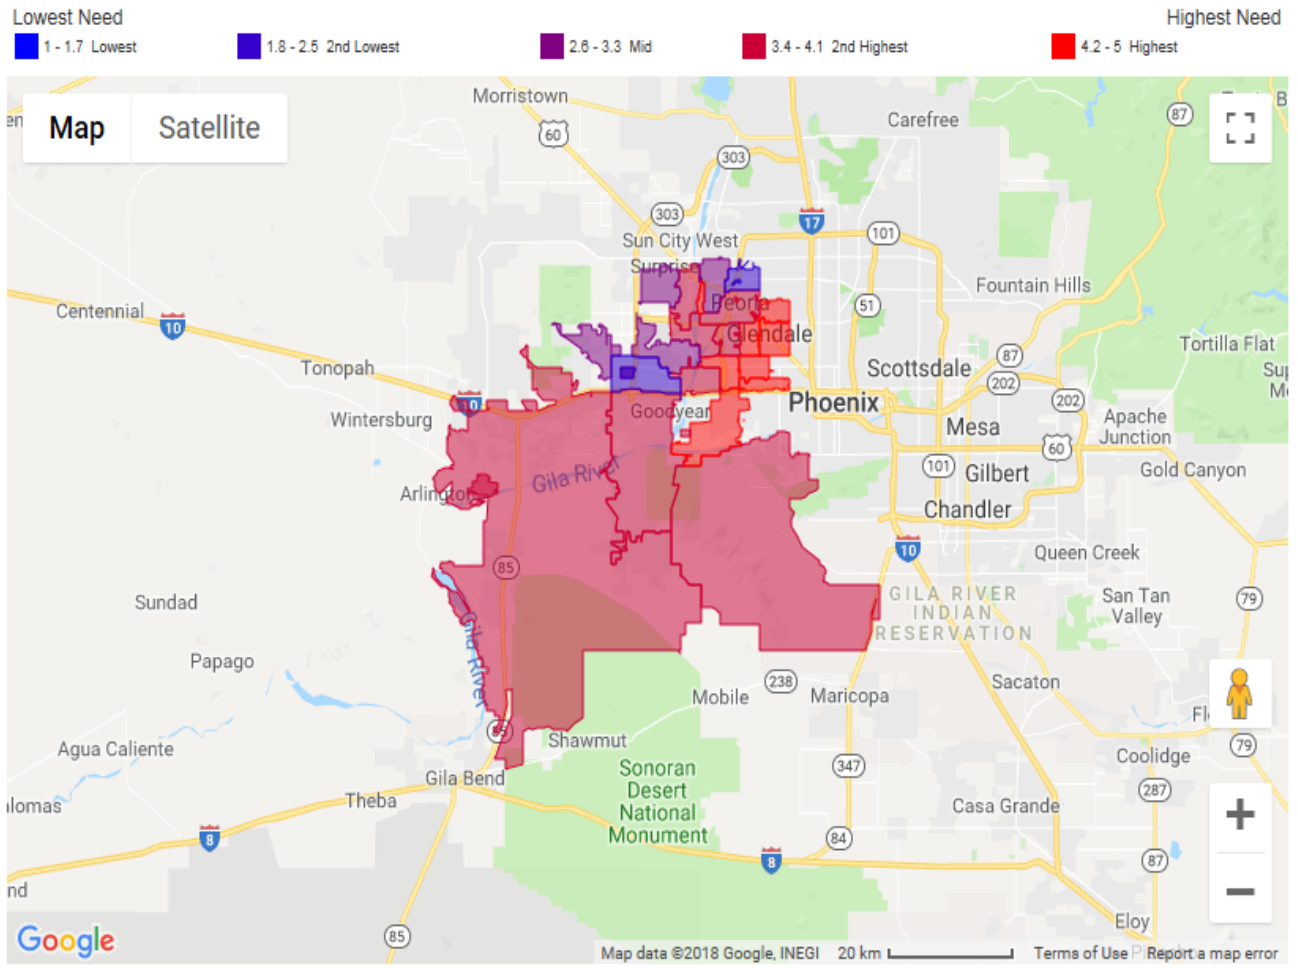 Lowest Need
Highest Need
1 - 1.7 Lowest
1.8 - 2.5 2nd Lowest
2.6 - 3.3 Mid
3.4 - 4.1 2nd Highest
4.2 - 5 Highest
Map
Satellite
Morristown
60
303
Carefree
87
303
17
101
Sun City West
Surprise
Fountain Hills
51
Peoria
Centennial
10
Glendale
Tortilla Flat
87
Scottsdale
Tonopah
202
202
10
Phoenix
Goodyear
Wintersburg
Mesa
Apache
Junction
60
101
Gilbert
Gold Canyon
Gila River
Arlington
Chandler
10
Queen Creek
85
GILA RIVER
INDIAN
RESERVATION
San Tan
Valley
79
Sundad
Gila River
Papago
238
Mobile
Maricopa
Sacaton
Fl
85
Shawmut
79
Agua Caliente
Coolidge
347
Sonoran
Desert
National
Monument
Gila Bend
287
Theba
Casa Grande
lomas
8
84
8
87
nd
Eloy
Google
85
Map data ©2018 Google, INEGI
20 km
Terms of Use
Report a map error